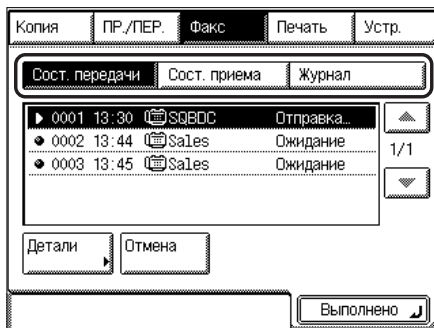 Копия ПР./ПЕР. Факс Печать Устр.
Сост. передачи Сост. приема Журнал
0001 13:30 SQBDC Отправка...
0002 13:44 Sales Ожидание
0003 13:45 Sales Ожидание
1/1
Детали Отмена
Выполнено